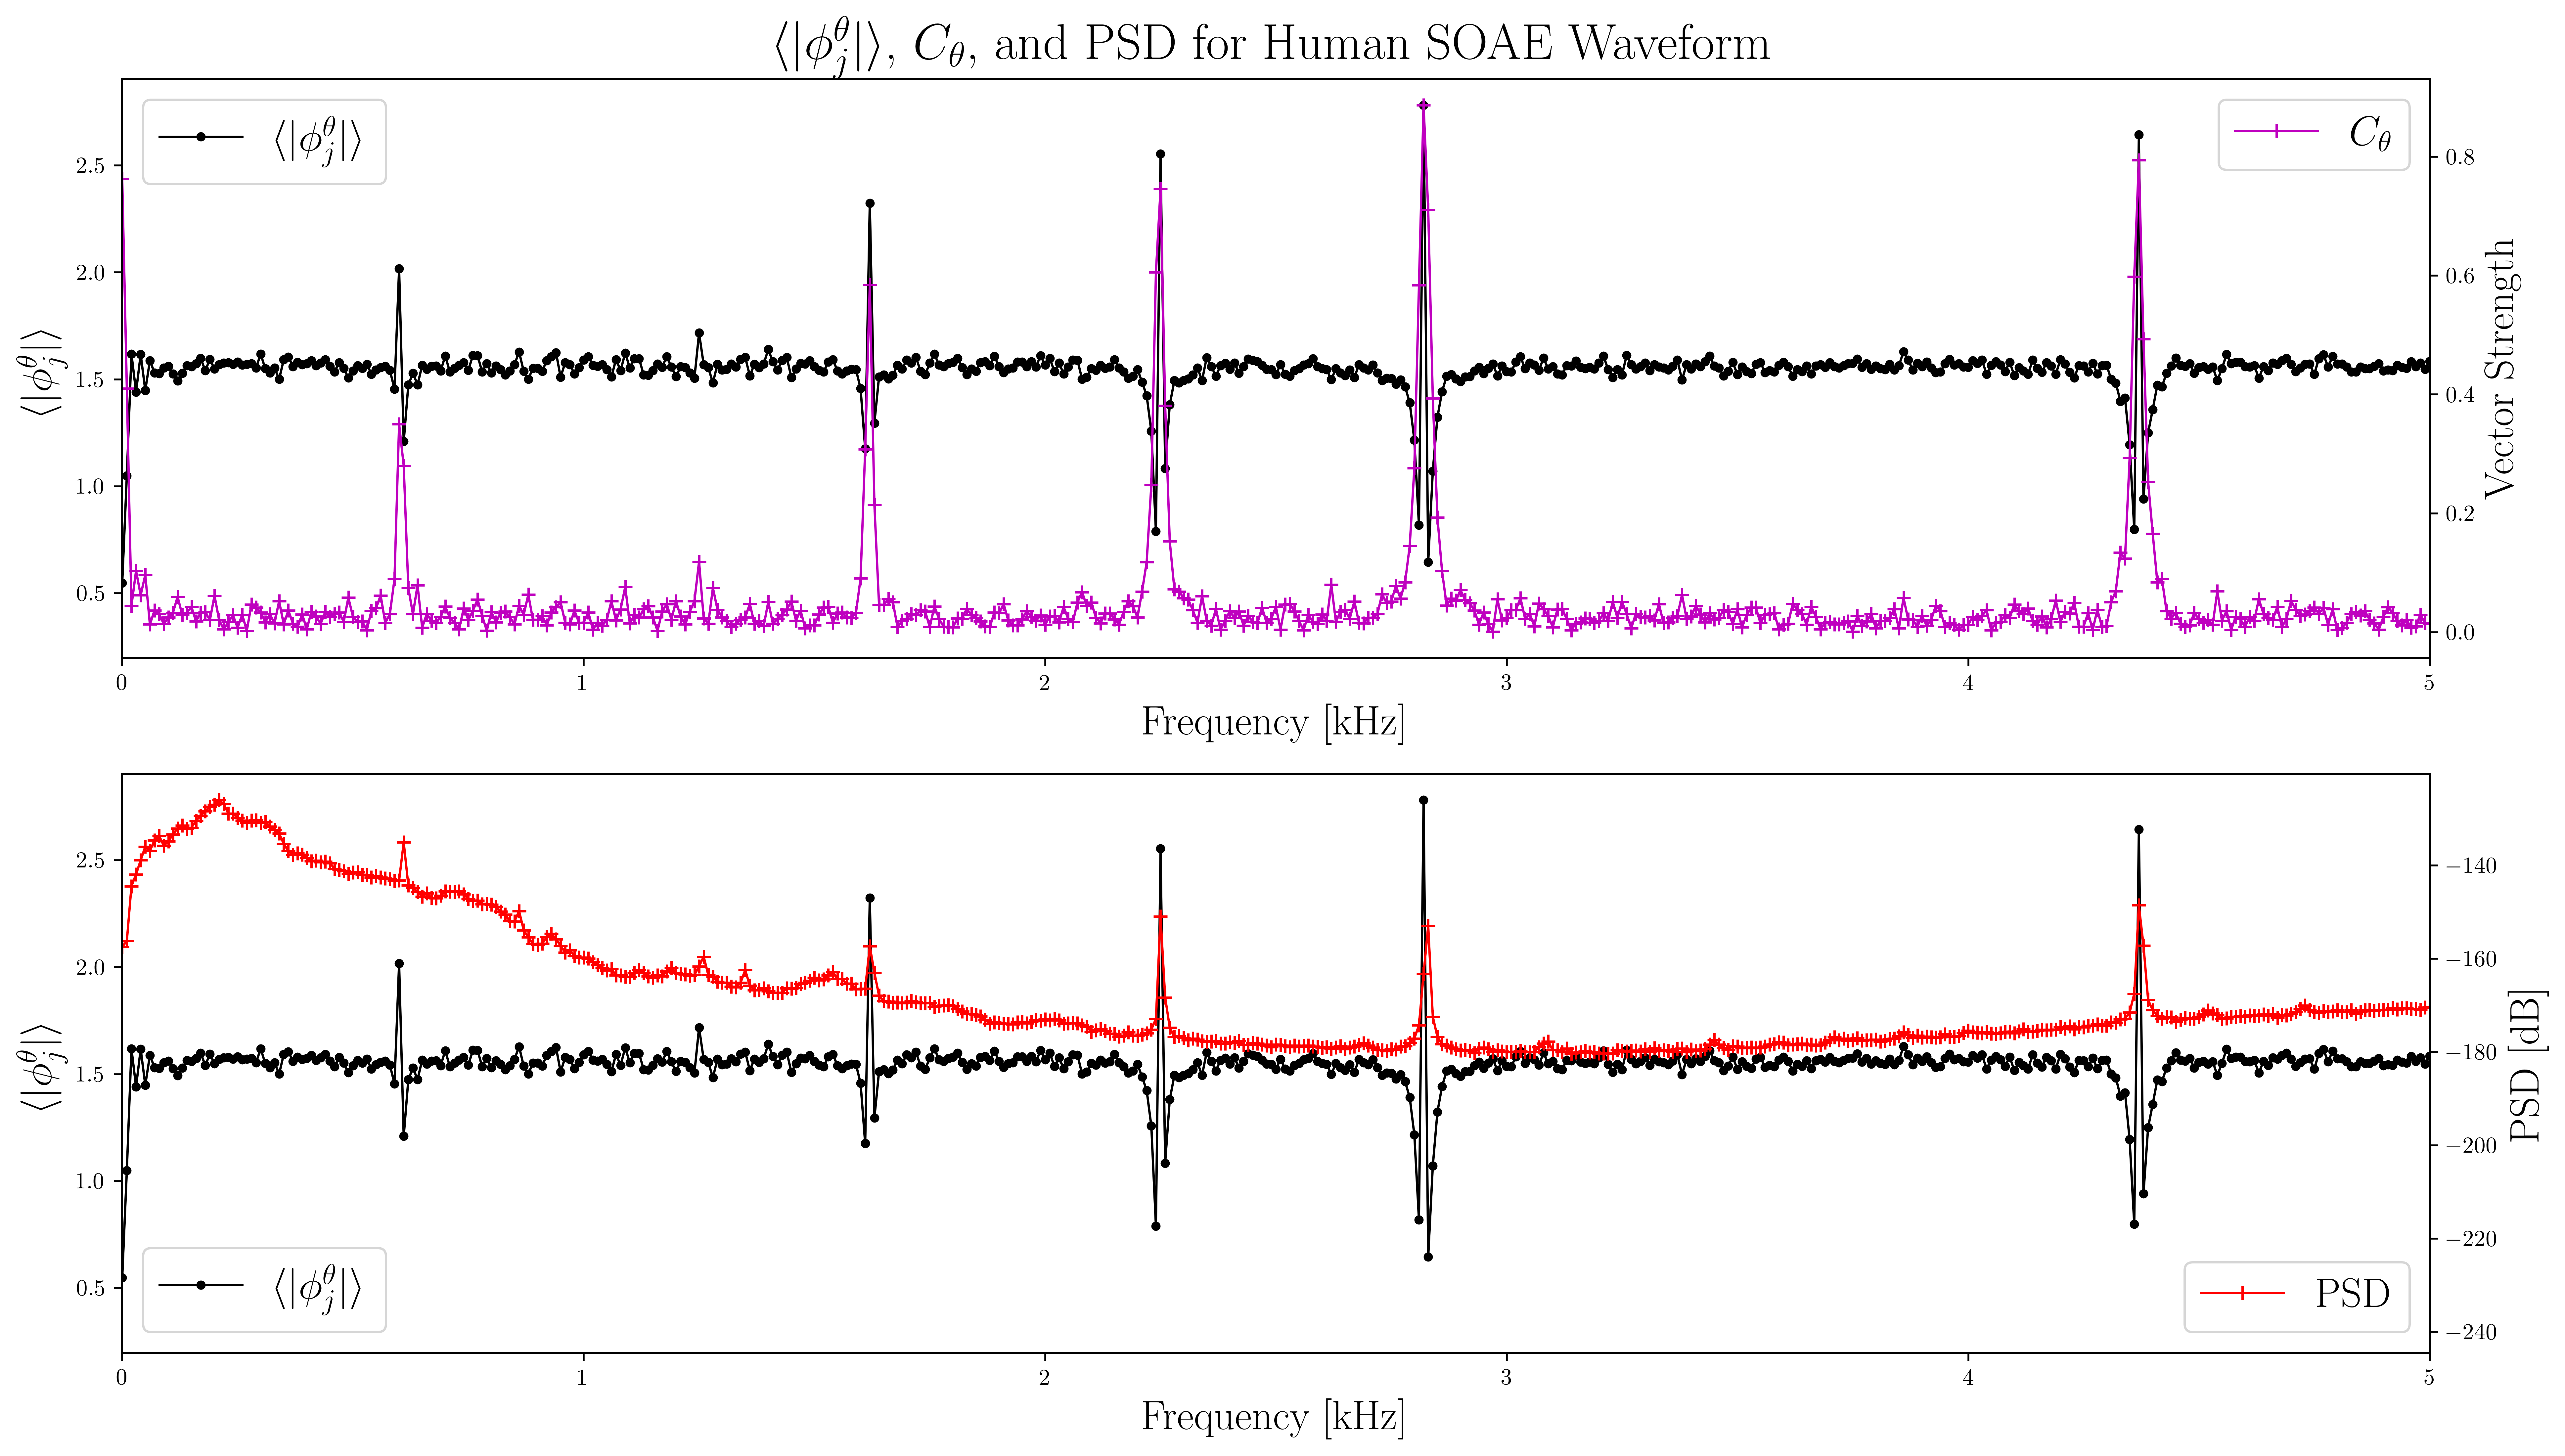 ⟨|ϕ_j^θ|⟩, C_θ, and PSD for Human SOAE Waveform
⟨|ϕ_j^θ|⟩
C_θ
2.5
2.0
1.5
1.0
0.5
⟨|ϕ_j^θ|⟩
0.8
0.6
0.4
0.2
0.0
Vector Strength
0 1 2 3 4 5
Frequency [kHz]
2.5
2.0
1.5
1.0
0.5
⟨|ϕ_j^θ|⟩
−140
−160
−180
−200
−220
−240
PSD [dB]
⟨|ϕ_j^θ|⟩
PSD
0 1 2 3 4 5
Frequency [kHz]